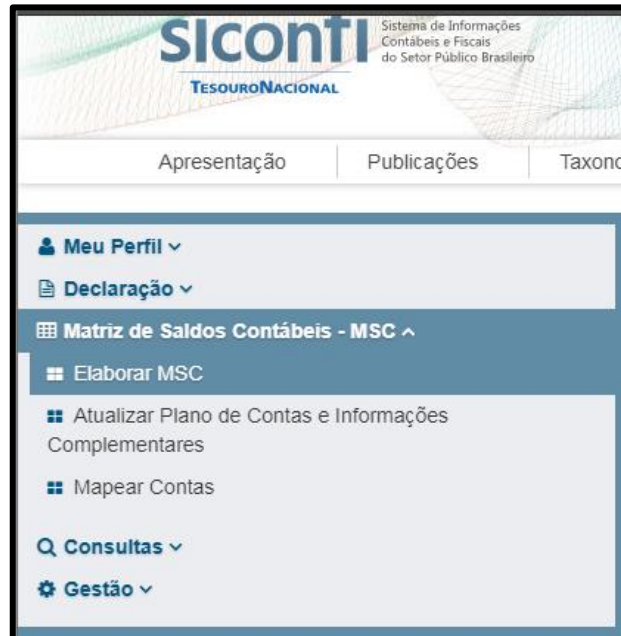 siconfi
Sistema de Informações
Contábeis e Fiscais
do Setor Público Brasileiro
TESOURONACIONAL
Apresentação
Publicações
Taxono
Meu Perfil
Declaração
Matriz de Saldos Contábeis - MSC
Elaborar MSC
Atualizar Plano de Contas e Informações
Complementares
Mapear Contas
Consultas
Gestão